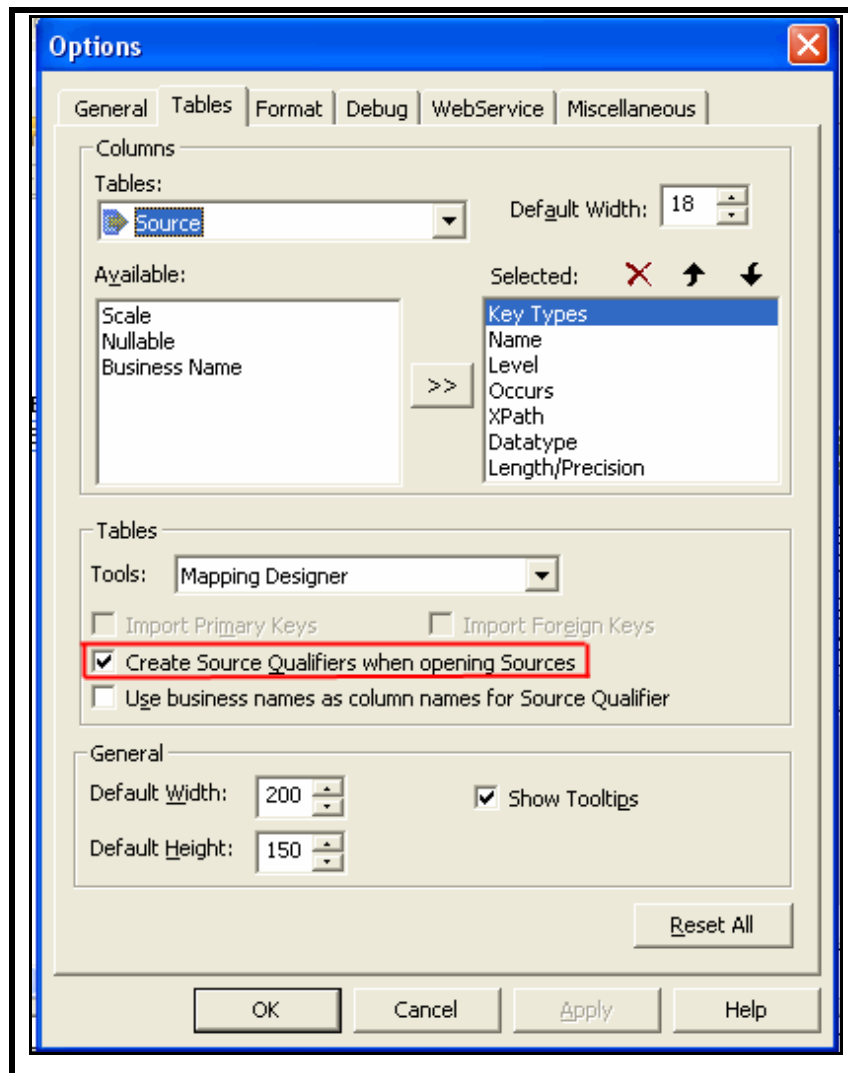 Options
General Tables Format Debug WebService Miscellaneous
Columns
Tables:
Source
Default Width: 18
Available:
Selected:
Scale
Nullable
Business Name
>>
Key Types
Name
Level
Occurs
XPath
Datatype
Length/Precision
Tables
Tools: Mapping Designer
Import Primary Keys Import Foreign Keys
Create Source Qualifiers when opening Sources
Use business names as column names for Source Qualifier
General
Default Width: 200 Show Tooltips
Default Height: 150
Reset All
OK Cancel Apply Help